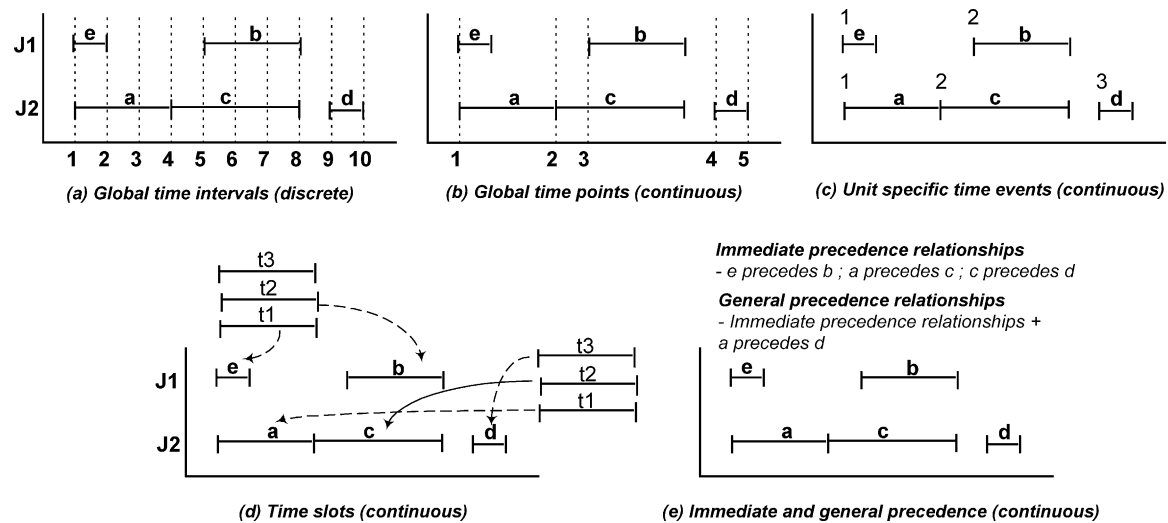 J1
e
b
J2
a
c
d
1 2 3 4 5 6 7 8 9 10
(a) Global time intervals (discrete)
e
b
a
c
d
1 2 3 4 5
(b) Global time points (continuous)
1
2
e
b
1
2
3
a
c
d
(c) Unit specific time events (continuous)
t3
t2
t1
J1
e
b
J2
a
c
d
t3
t2
t1
(d) Time slots (continuous)
Immediate precedence relationships
- e precedes b ; a precedes c ; c precedes d
General precedence relationships
- Immediate precedence relationships +
a precedes d
e
b
a
c
d
(e) Immediate and general precedence (continuous)